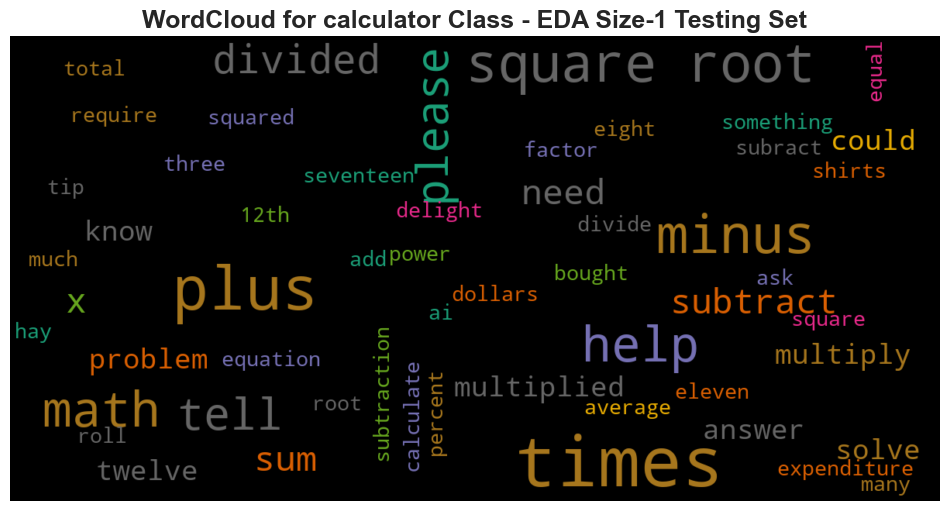 WordCloud for calculator Class - EDA Size-1 Testing Set
total
divided
please
square root
equal
require
squared
three
seventeen
tip
12th
delight
know
much
plus
add
power
x
hay
ai
dollars
eight
factor
something
subract
could
shirts
need
divide
minus
bought
ask
subtract
square
help
multiply
problem
equation
subtraction
calculate
percent
multiplied
eleven
average
math
tell
root
roll
twelve
sum
times
answer
solve
expenditure
many